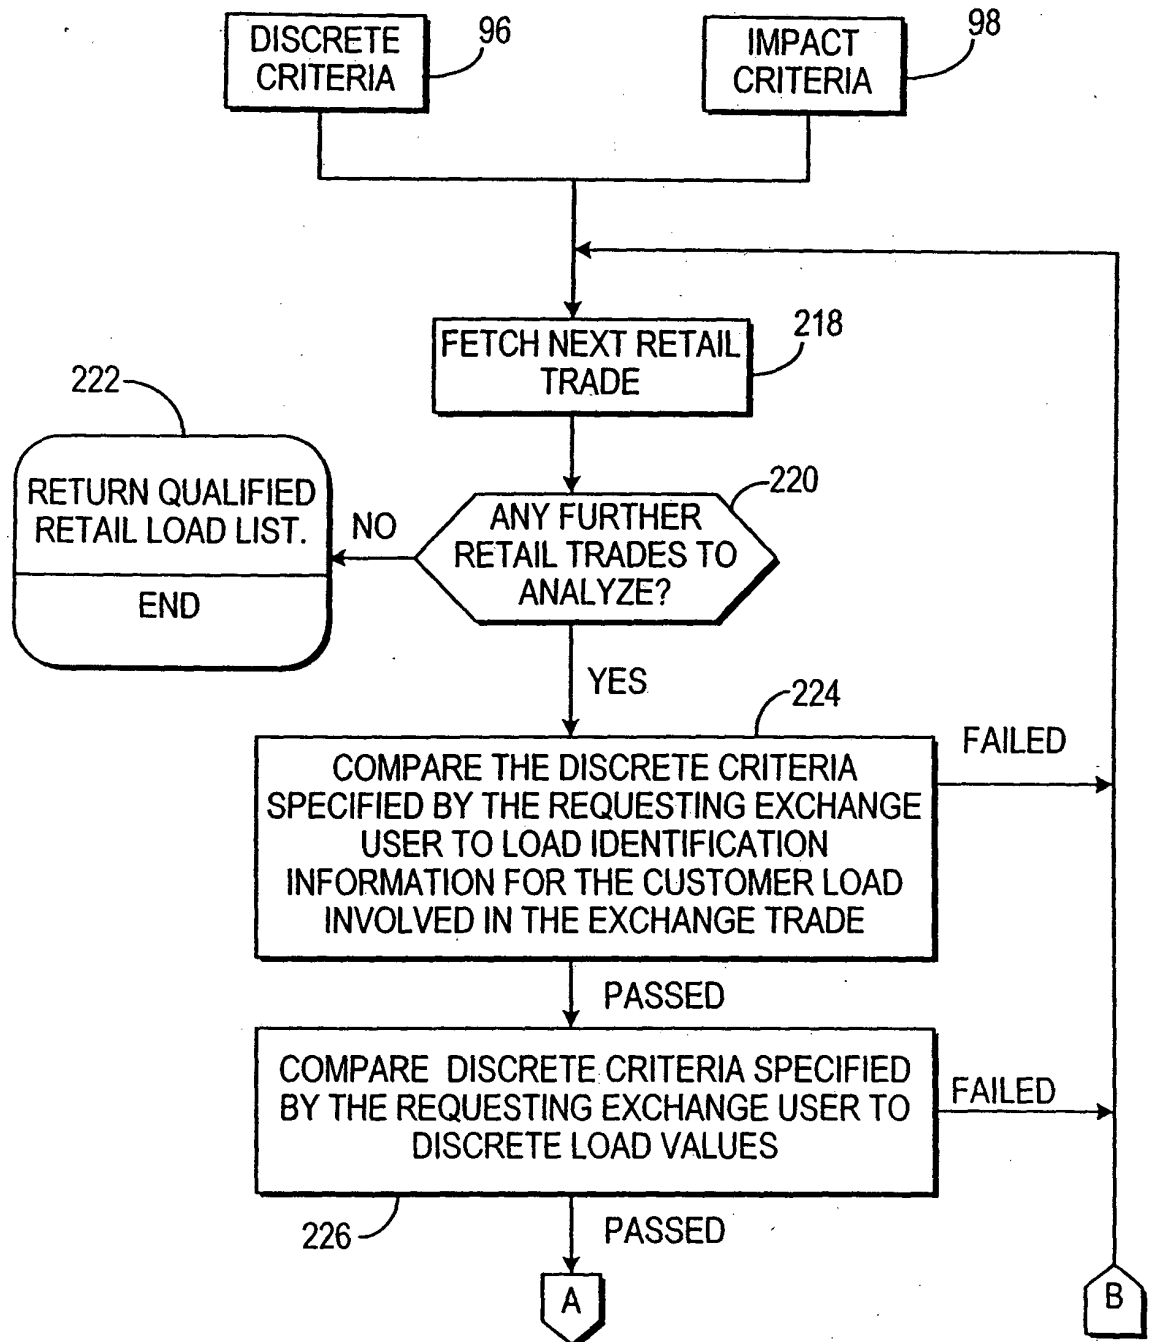 DISCRETE
CRITERIA
96
IMPACT
CRITERIA
98
FETCH NEXT RETAIL
TRADE
218
222
RETURN QUALIFIED
RETAIL LOAD LIST.
END
NO
220
ANY FURTHER
RETAIL TRADES TO
ANALYZE?
YES
224
COMPARE THE DISCRETE CRITERIA
SPECIFIED BY THE REQUESTING EXCHANGE
USER TO LOAD IDENTIFICATION
INFORMATION FOR THE CUSTOMER LOAD
INVOLVED IN THE EXCHANGE TRADE
FAILED
PASSED
COMPARE DISCRETE CRITERIA SPECIFIED
BY THE REQUESTING EXCHANGE USER TO
DISCRETE LOAD VALUES
FAILED
226
PASSED
A
B